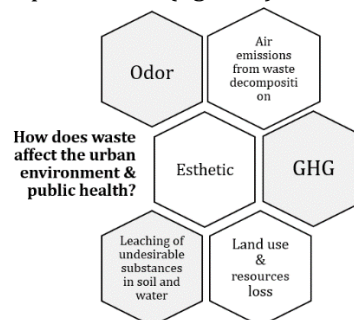 Odor
Air
emissions
from waste
decompositi
on
How does waste
affect the urban
environment &
public health?
Esthetic
GHG
Leaching of
undesirable
substances
in soil and
water
Land use
&
resources
loss